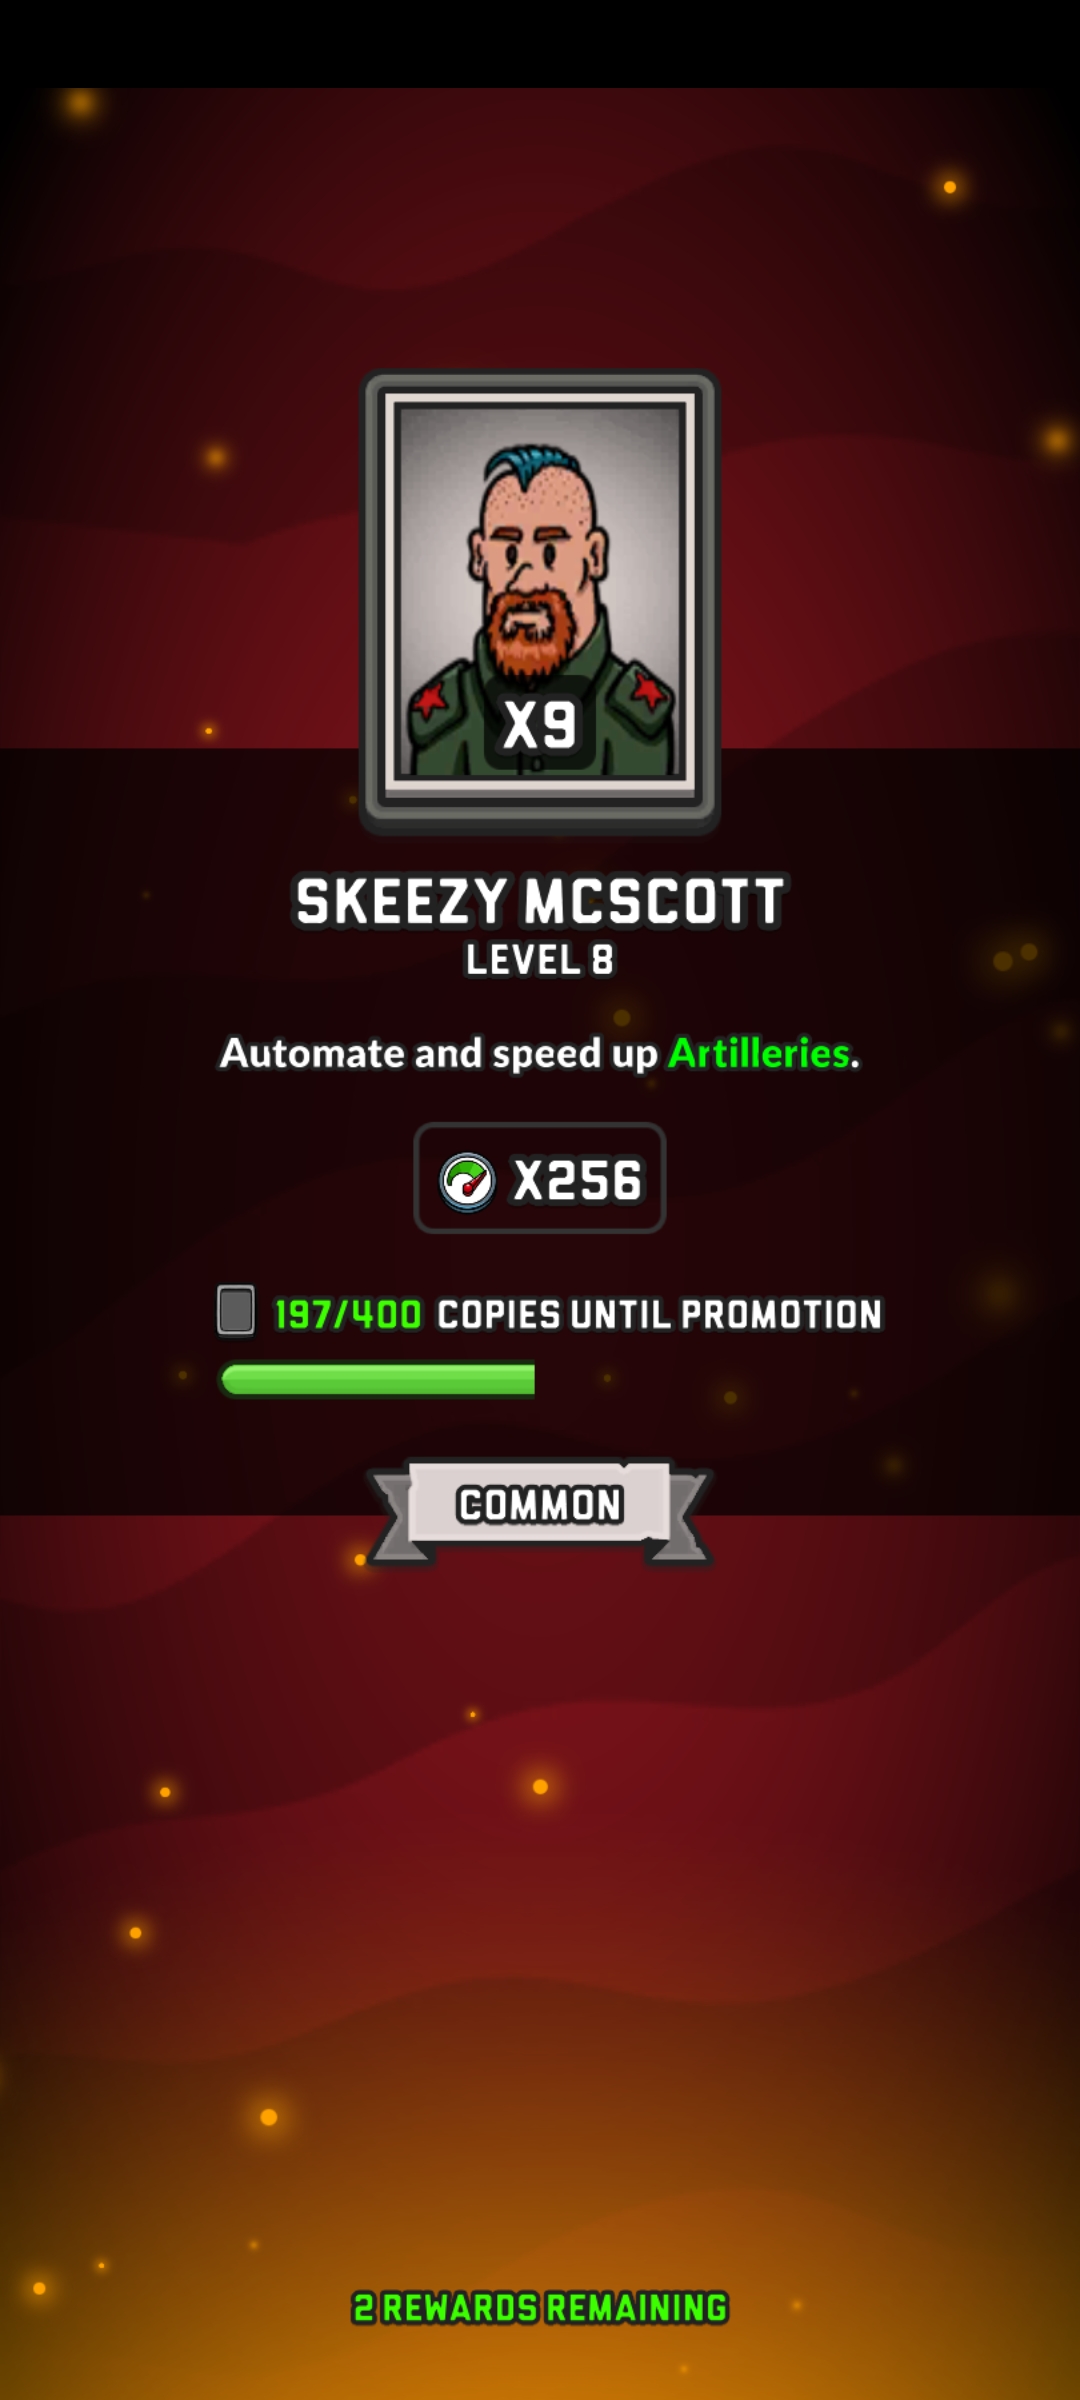 X9
SKEEZY MCSCOTT
LEVEL 8
Automate and speed up Artilleries.
X256
197/400 COPIES UNTIL PROMOTION
COMMON
2 REWARDS REMAINING